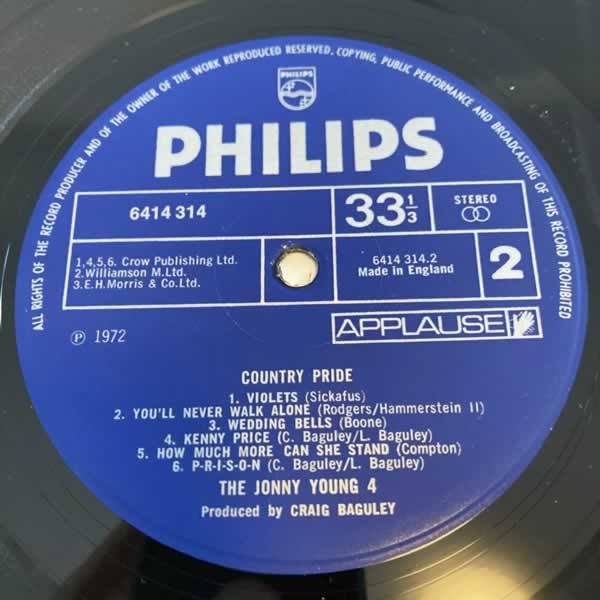 ALL RIGHTS OF THE RECORD PRODUCER AND OF THE OWNER OF THE WORK REPRODUCED RESERVED. COPYING, PUBLIC PERFORMANCE AND BROADCASTING OF THIS RECORD PROHIBITED
PHILIPS
PHILIPS
6414 314
33 1/3
STEREO
1,4,5,6. Crow Publishing Ltd.
2.Williamson M.Ltd.
3.E.H.Morris & Co.Ltd.
6414 314.2
Made in England
2
APPLAUSE
Ⓟ 1972
COUNTRY PRIDE
1. VIOLETS (Sickafus)
2. YOU'LL NEVER WALK ALONE (Rodgers/Hammerstein II)
3. WEDDING BELLS (Boone)
4. KENNY PRICE (C. Baguley/L. Baguley)
5. HOW MUCH MORE CAN SHE STAND (Compton)
6. P-R-I-S-O-N (C. Baguley/L. Baguley)
THE JONNY YOUNG 4
Produced by CRAIG BAGULEY